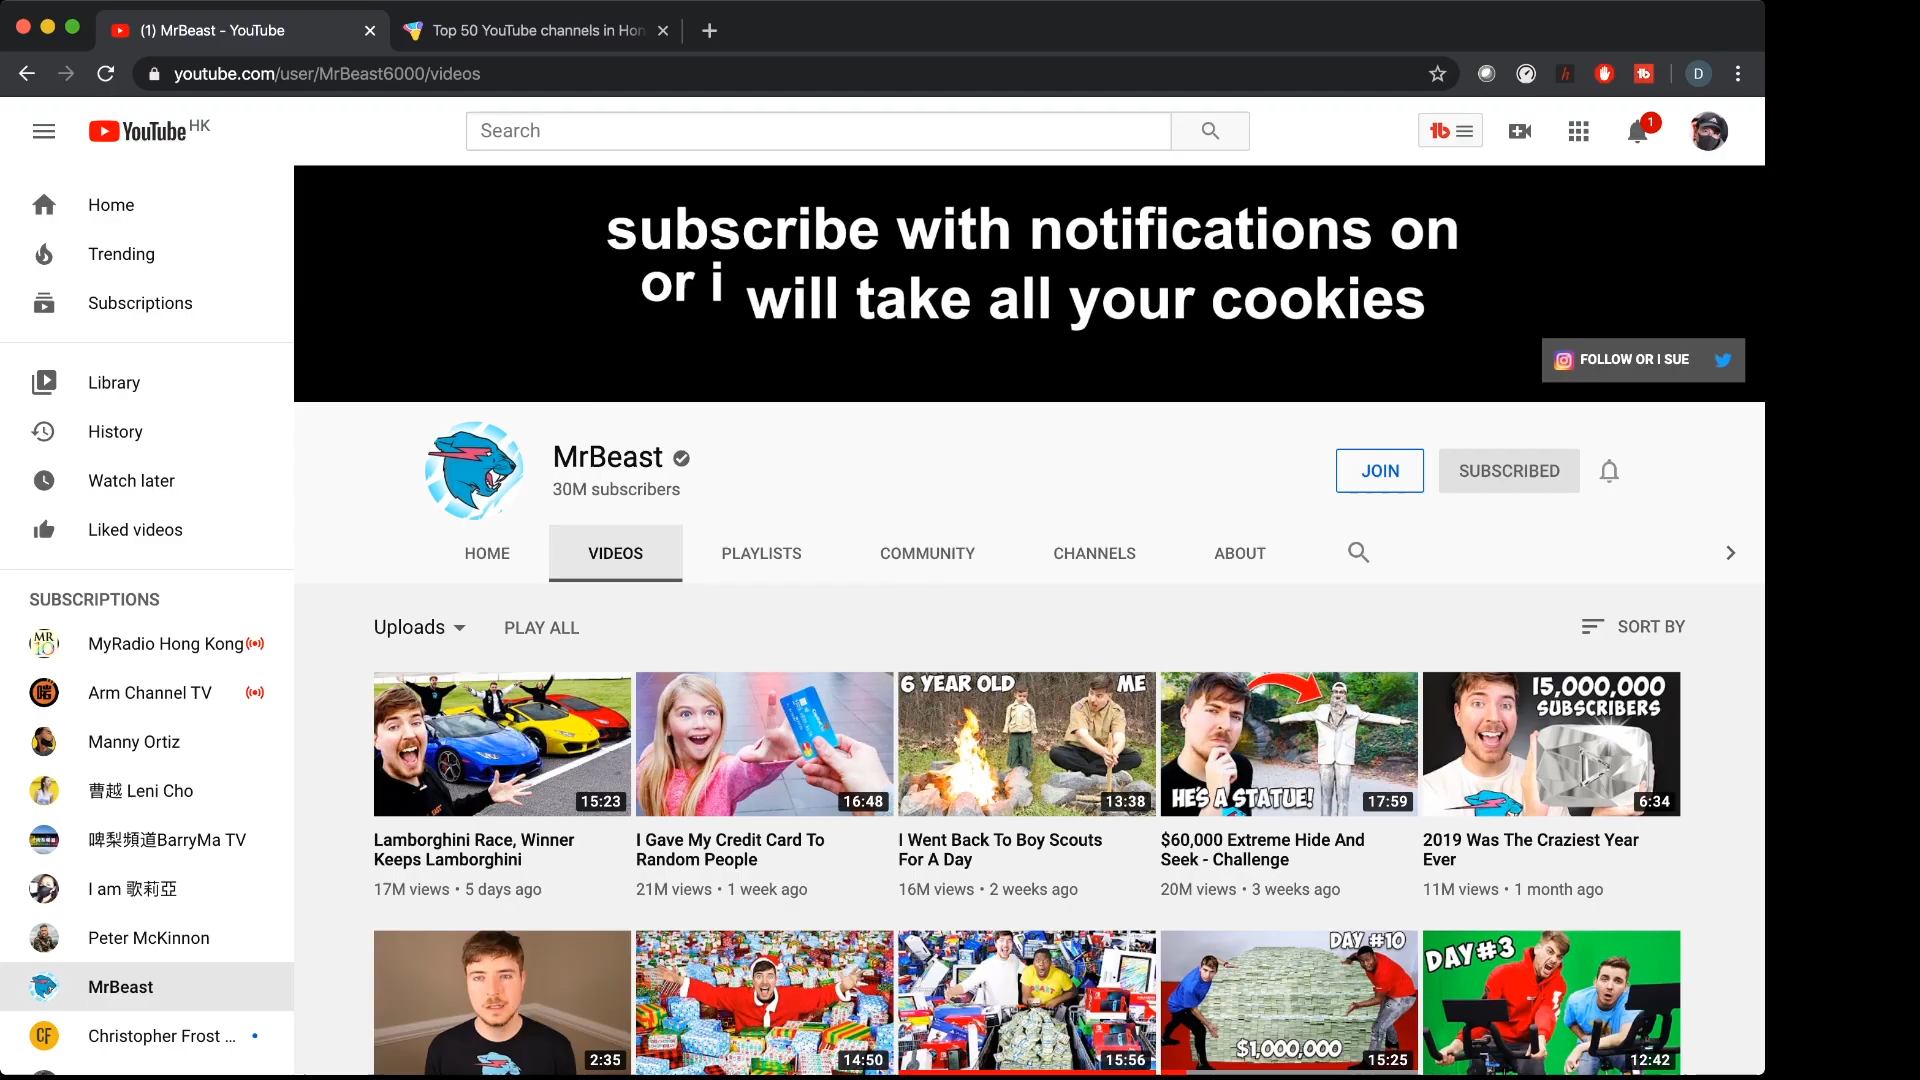 (1) MrBeast - YouTube
Top 50 YouTube channels in Hon
youtube.com/user/MrBeast6000/videos
D
YouTube HK
Search
1
Home
Trending
Subscriptions
Library
History
Watch later
Liked videos
SUBSCRIPTIONS
MyRadio Hong Kong
Arm Channel TV
Manny Ortiz
曹越 Leni Cho
啤梨頻道BarryMa TV
I am 歌莉亞
Peter McKinnon
MrBeast
CF
Christopher Frost ...
subscribe with notifications on
or i will take all your cookies
FOLLOW OR I SUE
MrBeast
30M subscribers
JOIN
SUBSCRIBED
HOME
VIDEOS
PLAYLISTS
COMMUNITY
CHANNELS
ABOUT
Uploads
PLAY ALL
SORT BY
15:23
Lamborghini Race, Winner
Keeps Lamborghini
17M views • 5 days ago
16:48
I Gave My Credit Card To
Random People
21M views • 1 week ago
6 YEAR OLD
ME
13:38
I Went Back To Boy Scouts
For A Day
16M views • 2 weeks ago
HE'S A STATUE!
17:59
$60,000 Extreme Hide And
Seek - Challenge
20M views • 3 weeks ago
15,000,000
SUBSCRIBERS
6:34
2019 Was The Craziest Year
Ever
11M views • 1 month ago
2:35
14:50
15:56
DAY #10
$1,000,000
15:25
DAY #3
12:42